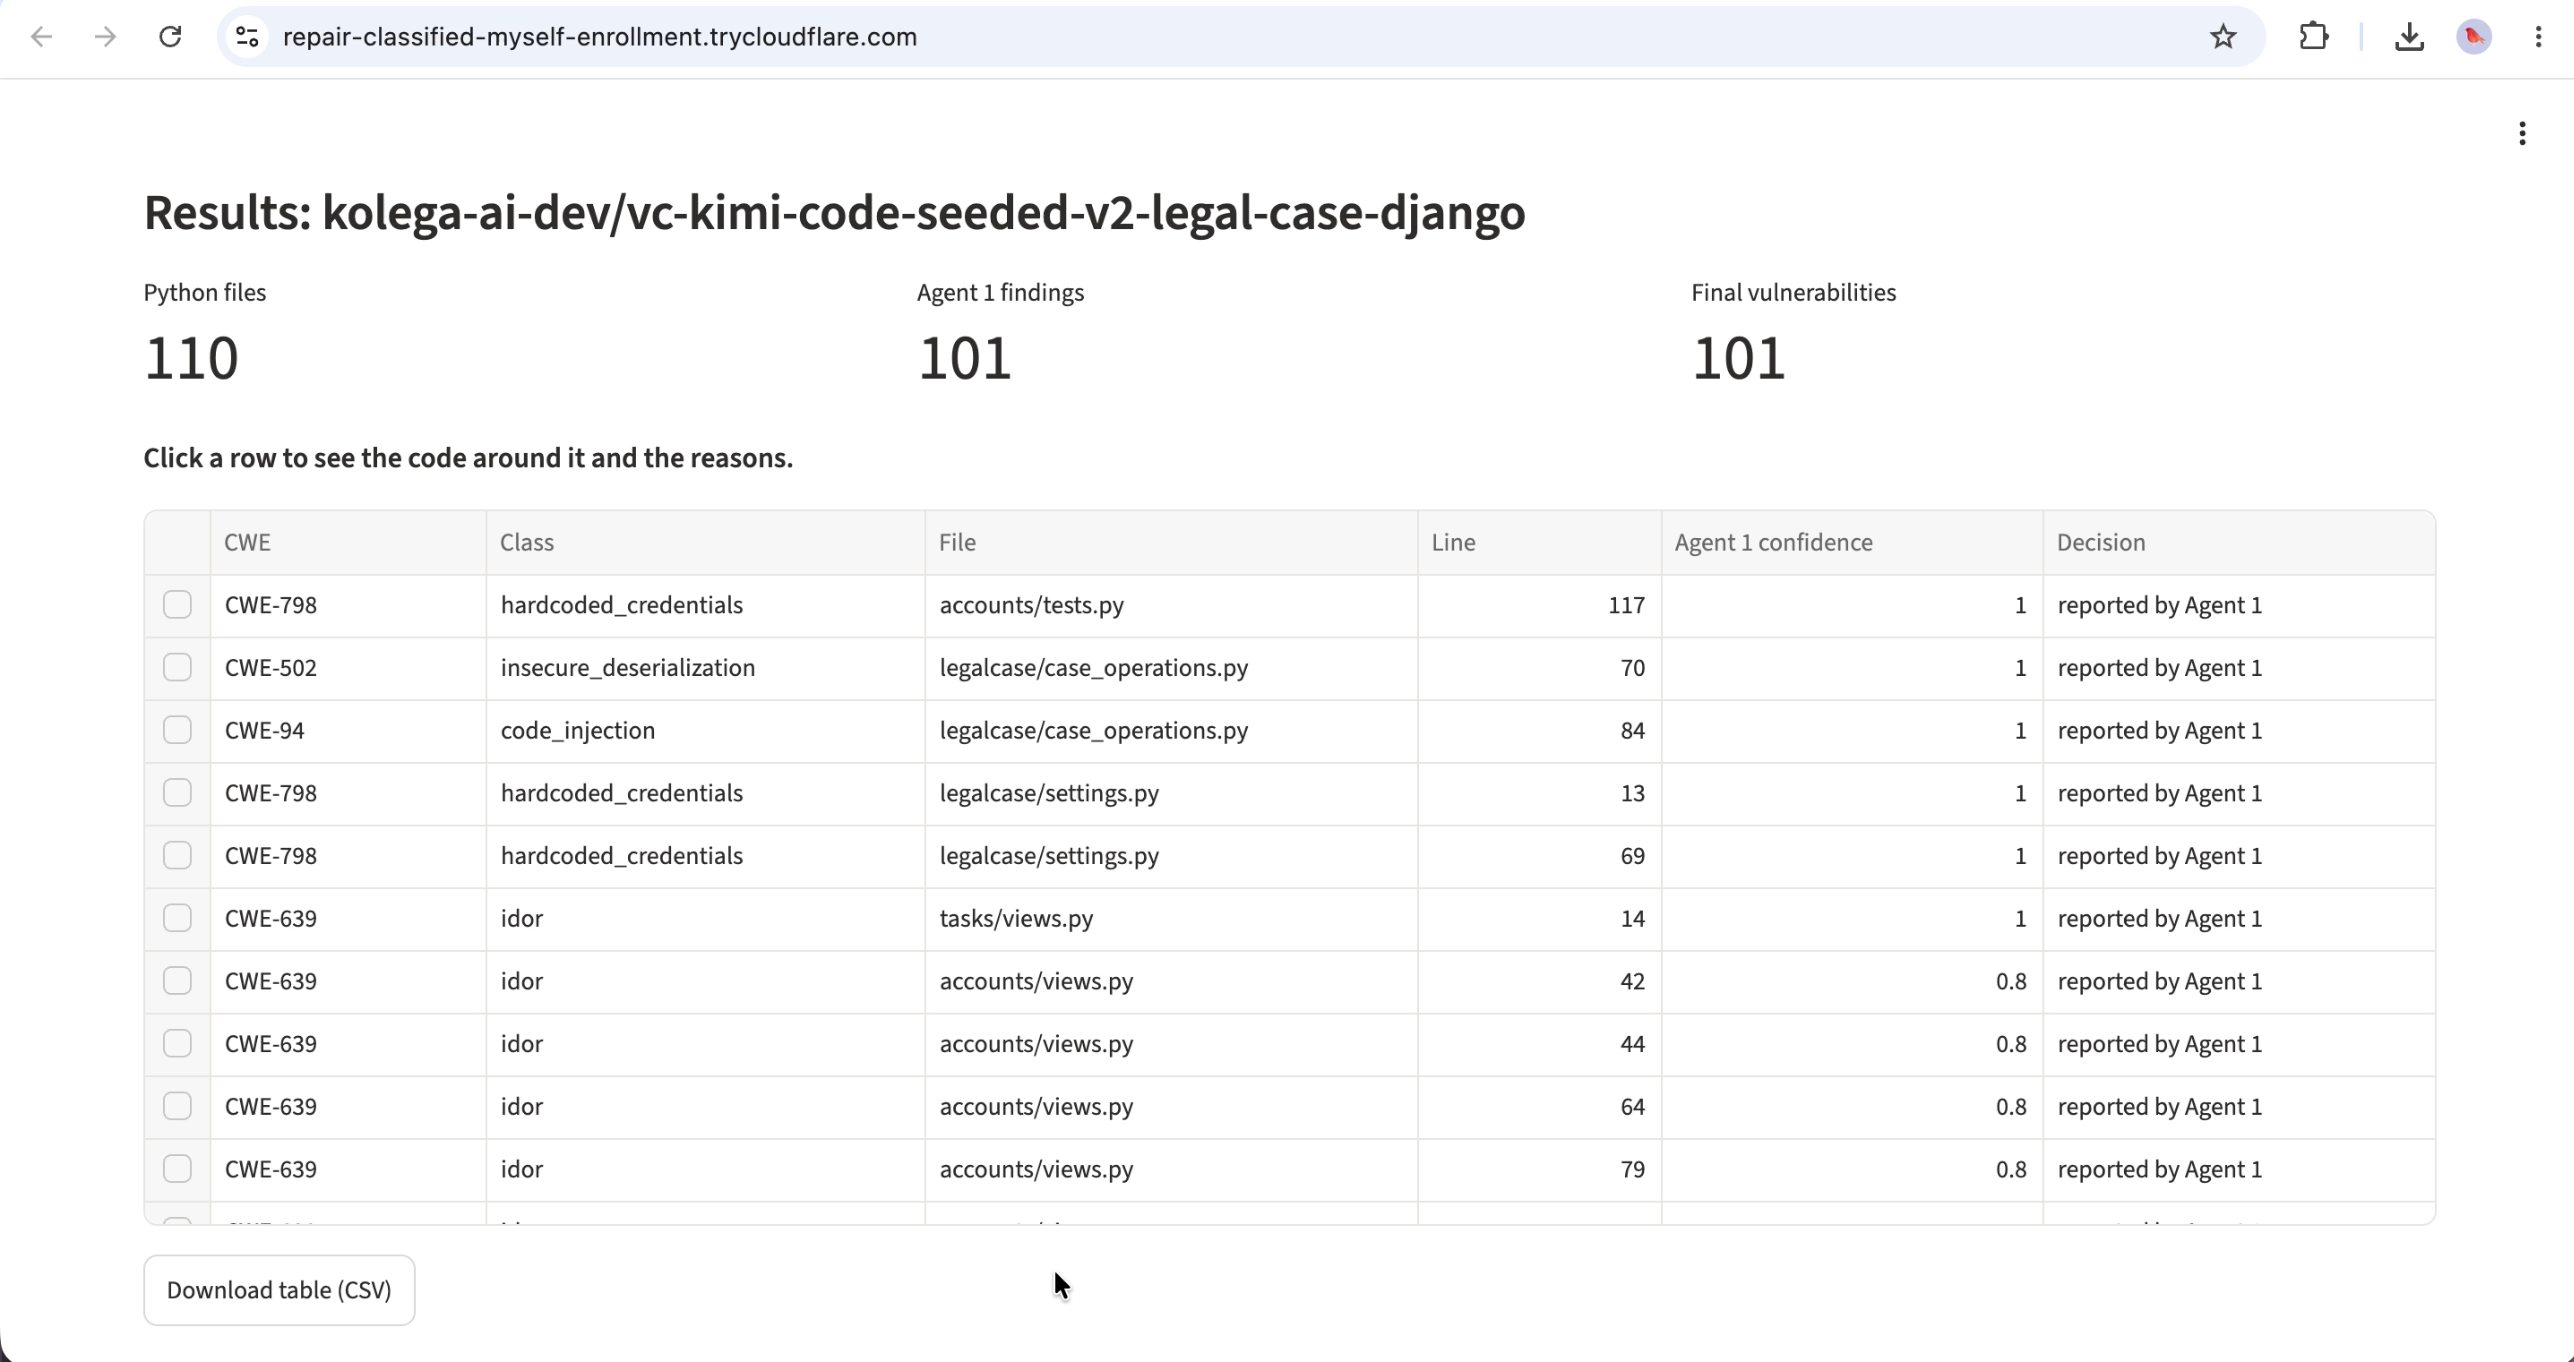 repair-classified-myself-enrollment.trycloudflare.com
Results: kolega-ai-dev/vc-kimi-code-seeded-v2-legal-case-django
Python files Agent 1 findings Final vulnerabilities
110 101 101
Click a row to see the code around it and the reasons.
CWE Class File Line Agent 1 confidence Decision
CWE-798 hardcoded_credentials accounts/tests.py 117 1 reported by Agent 1
CWE-502 insecure_deserialization legalcase/case_operations.py 70 1 reported by Agent 1
CWE-94 code_injection legalcase/case_operations.py 84 1 reported by Agent 1
CWE-798 hardcoded_credentials legalcase/settings.py 13 1 reported by Agent 1
CWE-798 hardcoded_credentials legalcase/settings.py 69 1 reported by Agent 1
CWE-639 idor tasks/views.py 14 1 reported by Agent 1
CWE-639 idor accounts/views.py 42 0.8 reported by Agent 1
CWE-639 idor accounts/views.py 44 0.8 reported by Agent 1
CWE-639 idor accounts/views.py 64 0.8 reported by Agent 1
CWE-639 idor accounts/views.py 79 0.8 reported by Agent 1
Download table (CSV)